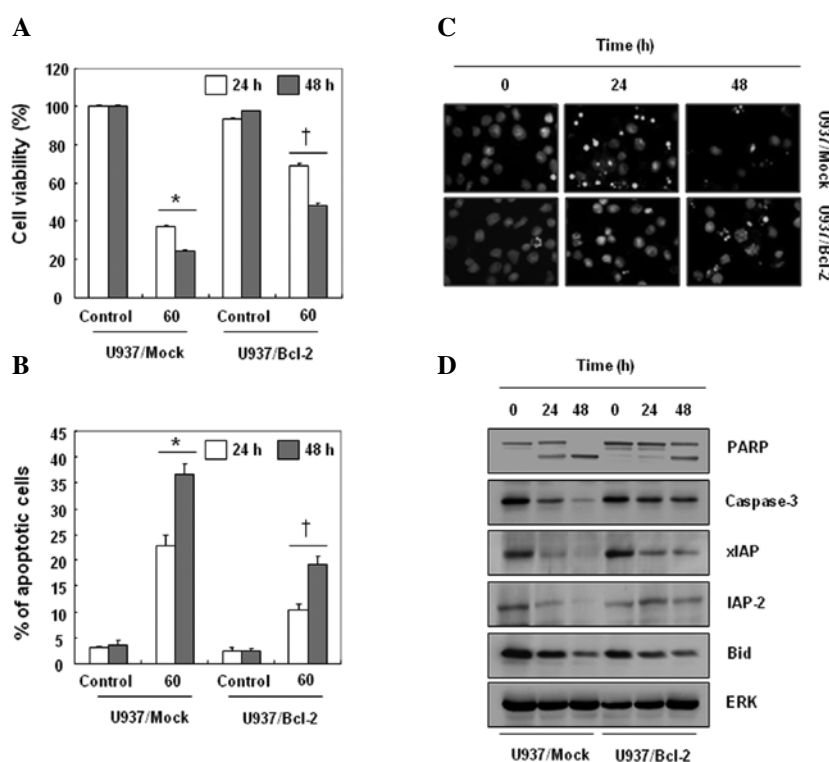 A
Cell viability (%)
120
100
80
60
40
20
0
24 h
48 h
*
†
Control
60
Control
60
U937/Mock
U937/Bcl-2
B
% of apoptotic cells
45
40
35
30
25
20
15
10
5
0
24 h
48 h
*
†
Control
60
Control
60
U937/Mock
U937/Bcl-2
C
Time (h)
0 24 48
U937/Mock
U937/Bcl-2
D
Time (h)
0 24 48 0 24 48
PARP
Caspase-3
xIAP
IAP-2
Bid
ERK
U937/Mock U937/Bcl-2